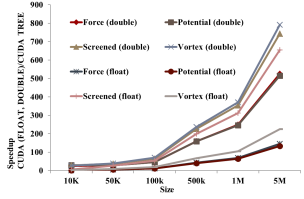 Speedup
CUDA (FLOAT, DOUBLE)/CUDA TREE
900
800
700
600
500
400
300
200
100
0
Force (double)
Potential (double)
Screened (double)
Vortex (double)
Force (float)
Potential (float)
Screened (float)
Vortex (float)
10K
50K
100k
500k
1M
5M
Size